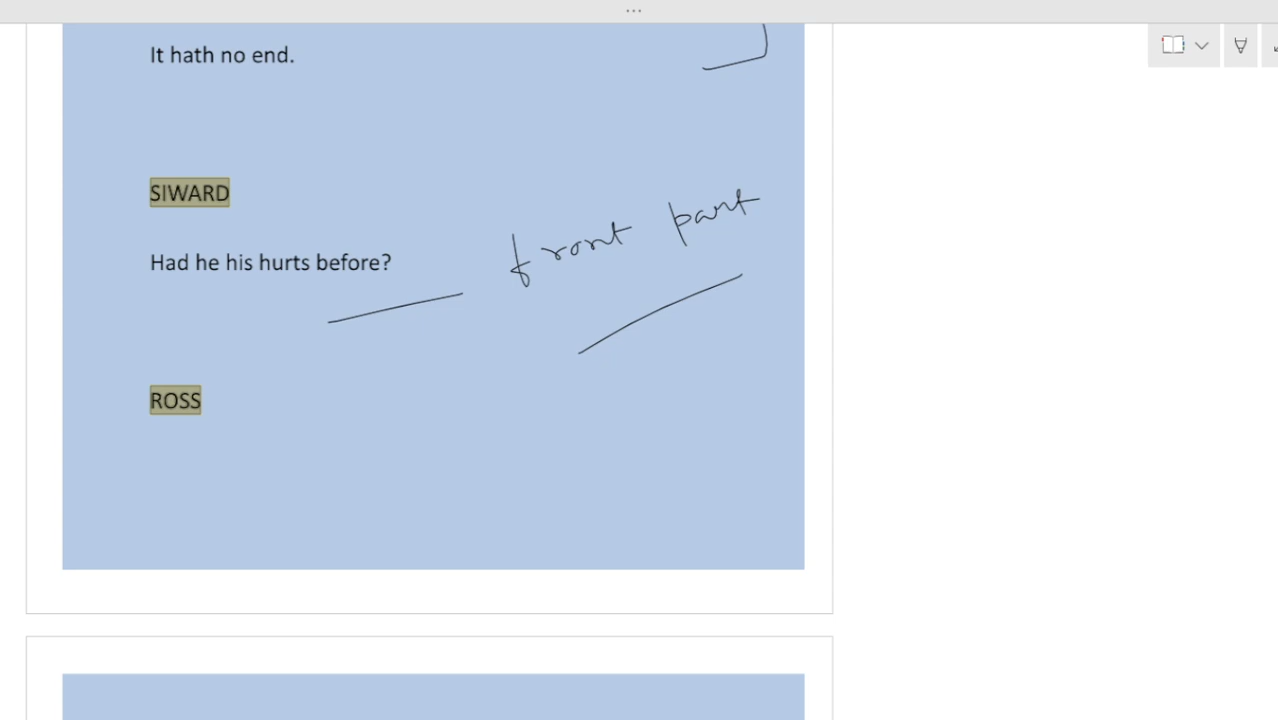 It hath no end.
SIWARD
front part
Had he his hurts before?
ROSS